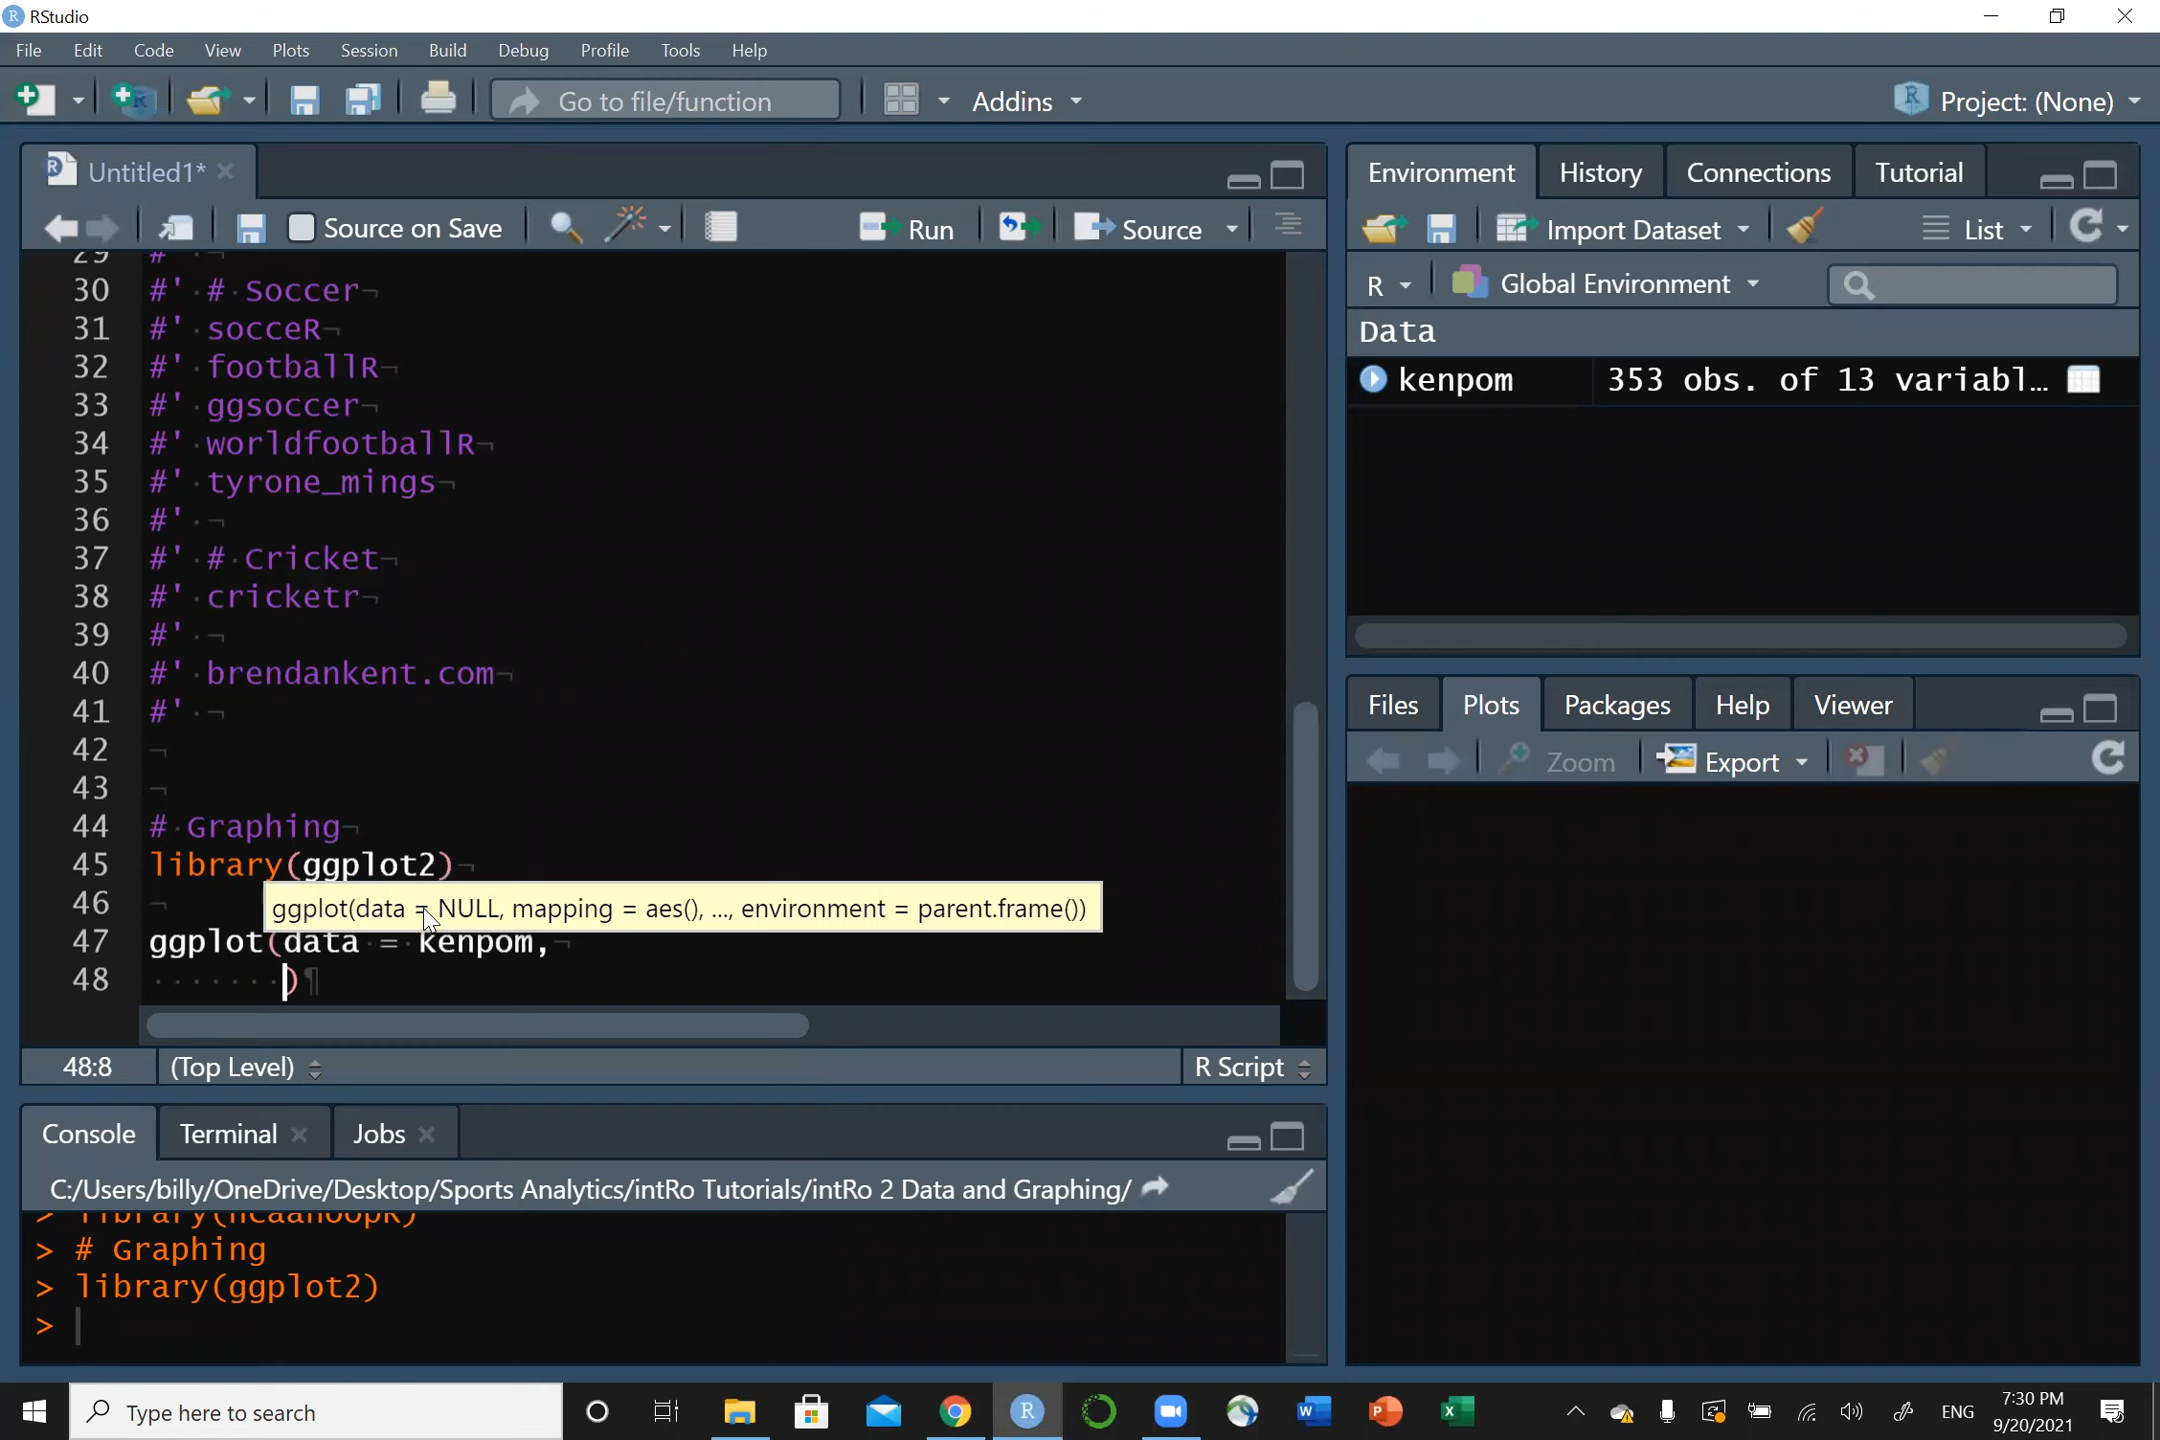 RStudio
File Edit Code View Plots Session Build Debug Profile Tools Help
Go to file/function Addins Project: (None)
Untitled1*
Source on Save Run Source
29 #'
30 #' # Soccer
31 #' socceR
32 #' footballR
33 #' ggsoccer
34 #' worldfootballR
35 #' tyrone_mings
36 #'
37 #' # Cricket
38 #' cricketr
39 #'
40 #' brendankent.com
41 #'
42
43
44 # Graphing
45 library(ggplot2)
46
ggplot(data = NULL, mapping = aes(), ..., environment = parent.frame())
47 ggplot(data = kenpom,
48 )
48:8 (Top Level) R Script
Console Terminal Jobs
C:/Users/billy/OneDrive/Desktop/Sports Analytics/intRo Tutorials/intRo 2 Data and Graphing/
> library(ncaahoopR)
> # Graphing
> library(ggplot2)
>
Environment History Connections Tutorial
Import Dataset List
R Global Environment
Data
kenpom 353 obs. of 13 variabl…
Files Plots Packages Help Viewer
Zoom Export
Type here to search
ENG
7:30 PM
9/20/2021